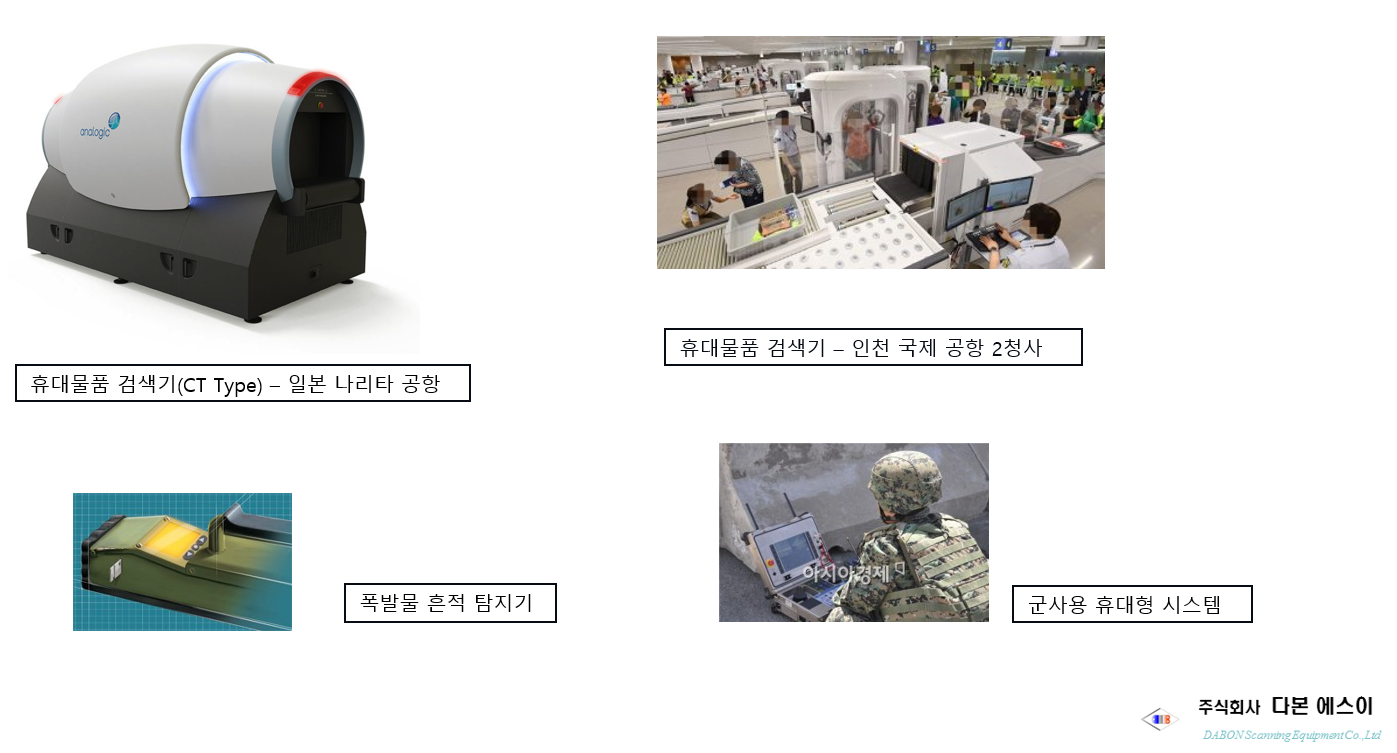 analogic
휴대물품 검색기(CT Type) – 일본 나리타 공항
휴대물품 검색기 – 인천 국제 공항 2청사
폭발물 흔적 탐지기
아시아경제
군사용 휴대형 시스템
주식회사 다본 에스이
DABON Scanning Equipment Co.,Ltd